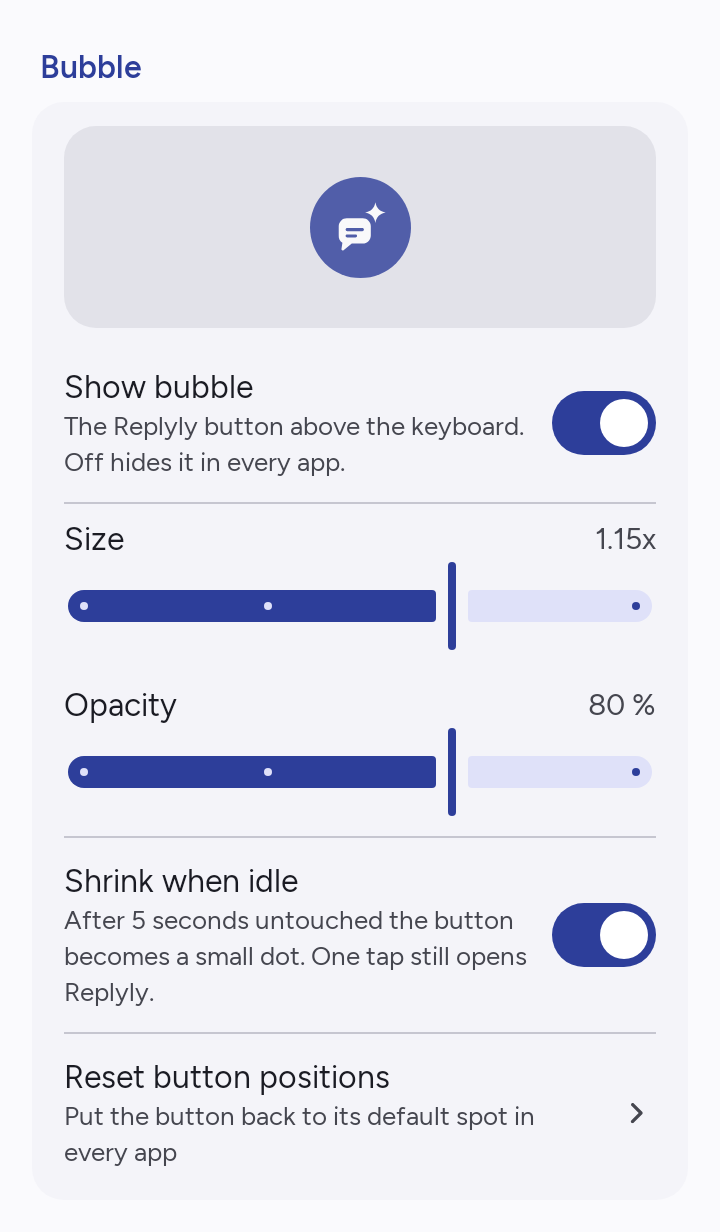 Bubble
Show bubble
The Replyly button above the keyboard.
Off hides it in every app.
Size
1.15x
Opacity
80 %
Shrink when idle
After 5 seconds untouched the button
becomes a small dot. One tap still opens
Replyly.
Reset button positions
Put the button back to its default spot in
every app